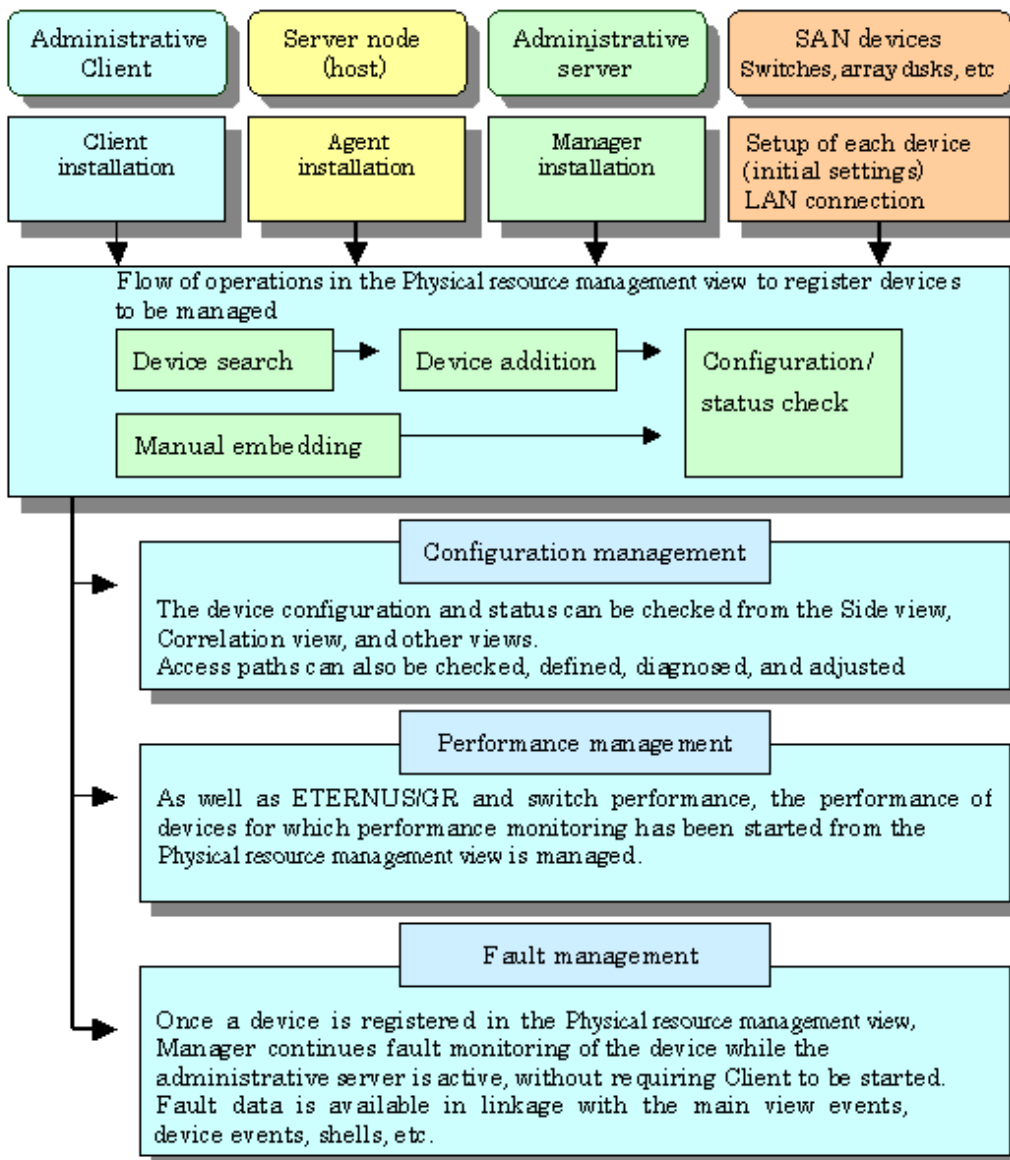 Administrative
Client
Server node
(host)
Administrative
server
SAN devices
Switches, array disks, etc
Client
installation
Agent
installation
Manager
installation
Setup of each device
(initial settings)
LAN connection
Flow of operations in the Physical resource management view to register devices
to be managed
Device search
Device addition
Configuration/
status check
Manual embedding
Configuration management
The device configuration and status can be checked from the Side view,
Correlation view, and other views.
Access paths can also be checked, defined, diagnosed, and adjusted
Performance management
As well as ETERNUS/GR and switch performance, the performance of
devices for which performance monitoring has been started from the
Physical resource management view is managed.
Fault management
Once a device is registered in the Physical resource management view,
Manager continues fault monitoring of the device while the
administrative server is active, without requiring Client to be started.
Fault data is available in linkage with the main view events,
device events, shells, etc.